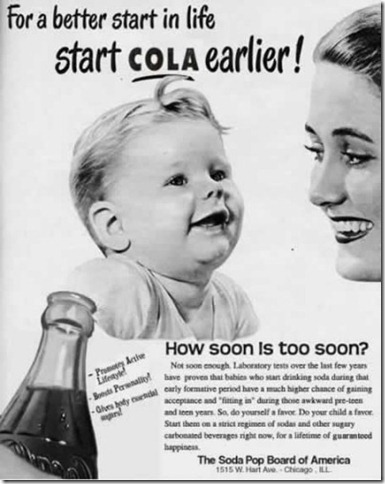 For a better start in life
start COLA earlier!
How soon is too soon?
Not soon enough. Laboratory tests over the last few years
have proven that babies who start drinking soda during that
early formative period have a much higher chance of gaining
acceptance and "fitting in" during those awkward pre-teen
and teen years. So, do yourself a favor. Do your child a favor.
Start them on a strict regimen of sodas and other sugary
carbonated beverages right now, for a lifetime of guaranteed
happiness.
- Promotes Active
Lifestyle!
- Boosts Personality!
- Gives body essential
sugars!
The Soda Pop Board of America
1515 W. Hart Ave. - Chicago , ILL.